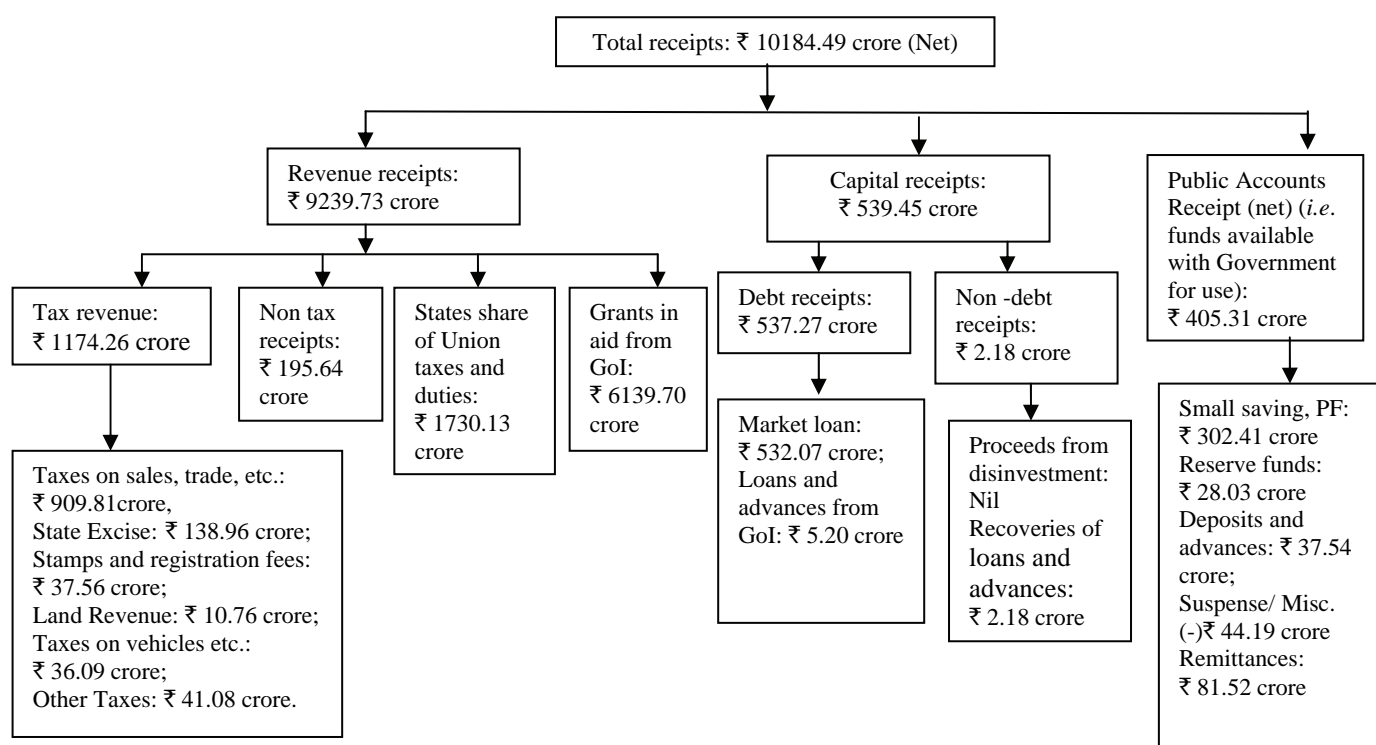 Total receipts: ₹ 10184.49 crore (Net)
Revenue receipts:
₹ 9239.73 crore
Capital receipts:
₹ 539.45 crore
Public Accounts
Receipt (net) (i.e.
funds available
with Government
for use):
₹ 405.31 crore
Tax revenue:
₹ 1174.26 crore
Non tax
receipts:
₹ 195.64
crore
States share
of Union
taxes and
duties:
₹ 1730.13
crore
Grants in
aid from
GoI:
₹ 6139.70
crore
Debt receipts:
₹ 537.27 crore
Non -debt
receipts:
₹ 2.18 crore
Taxes on sales, trade, etc.:
₹ 909.81crore,
State Excise: ₹ 138.96 crore;
Stamps and registration fees:
₹ 37.56 crore;
Land Revenue: ₹ 10.76 crore;
Taxes on vehicles etc.:
₹ 36.09 crore;
Other Taxes: ₹ 41.08 crore.
Market loan:
₹ 532.07 crore;
Loans and
advances from
GoI: ₹ 5.20 crore
Proceeds from
disinvestment:
Nil
Recoveries of
loans and
advances:
₹ 2.18 crore
Small saving, PF:
₹ 302.41 crore
Reserve funds:
₹ 28.03 crore
Deposits and
advances: ₹ 37.54
crore;
Suspense/ Misc.
(-)₹ 44.19 crore
Remittances:
₹ 81.52 crore